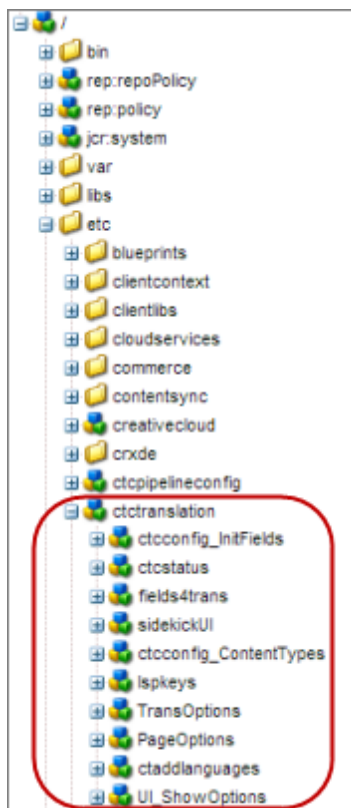 /
bin
rep:repoPolicy
rep:policy
jcr:system
var
libs
etc
blueprints
clientcontext
clientlibs
cloudservices
commerce
contentsync
creativecloud
crxde
ctcpipelineconfig
ctctranslation
ctcconfig_InitFields
ctcstatus
fields4trans
sidekickUI
ctcconfig_ContentTypes
lspkeys
TransOptions
PageOptions
ctaddlanguages
UI_ShowOptions